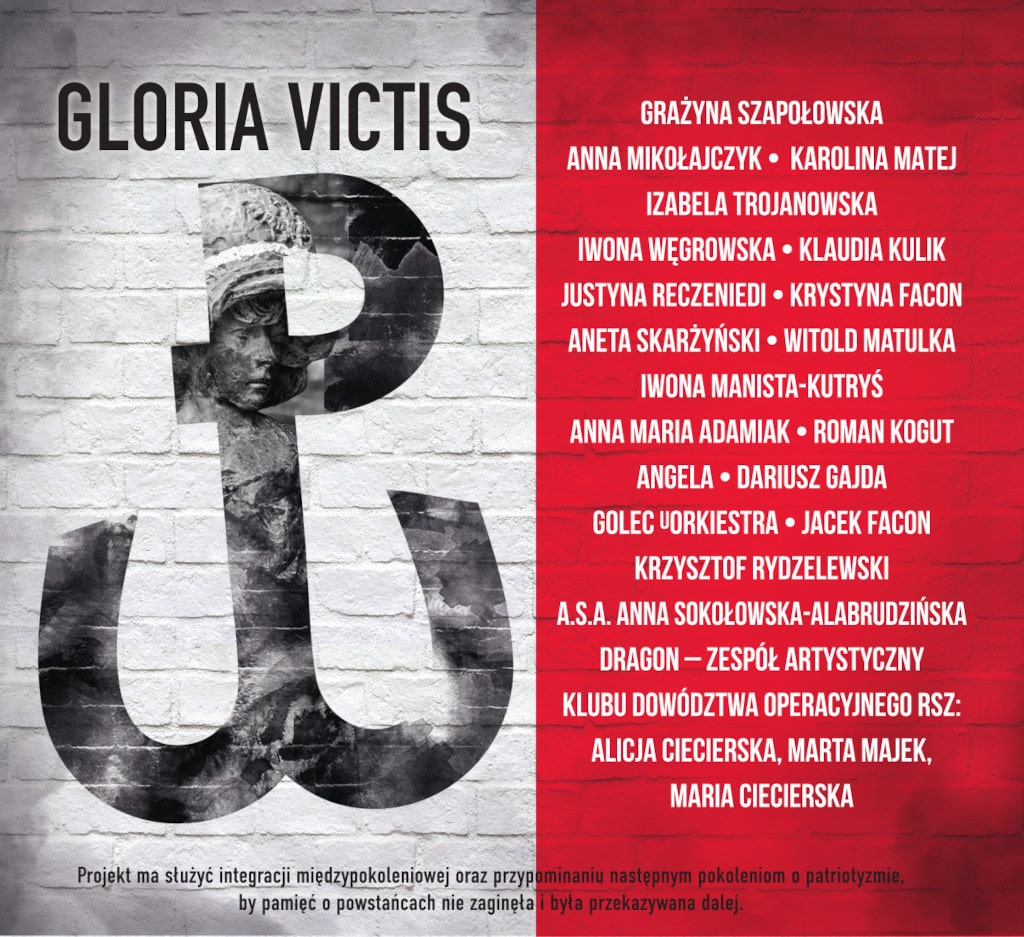 GLORIA VICTIS
GRAŻYNA SZAPOŁOWSKA
ANNA MIKOŁAJCZYK • KAROLINA MATEJ
IZABELA TROJANOWSKA
IWONA WĘGROWSKA • KLAUDIA KULIK
JUSTYNA RECZENIEDI • KRYSTYNA FACON
ANETA SKARŻYŃSKI • WITOLD MATULKA
IWONA MANISTA-KUTRYŚ
ANNA MARIA ADAMIAK • ROMAN KOGUT
ANGELA • DARIUSZ GAJDA
GOLEC UORKIESTRA • JACEK FACON
KRZYSZTOF RYDZELEWSKI
A.S.A. ANNA SOKOŁOWSKA-ALABRUDZIŃSKA
DRAGON – ZESPÓŁ ARTYSTYCZNY
KLUBU DOWÓDZTWA OPERACYJNEGO RSZ:
ALICJA CIECIERSKA, MARTA MAJEK,
MARIA CIECIERSKA
Projekt ma służyć integracji międzypokoleniowej oraz przypominaniu następnym pokoleniom o patriotyzmie,
by pamięć o powstańcach nie zaginęła i była przekazywana dalej.